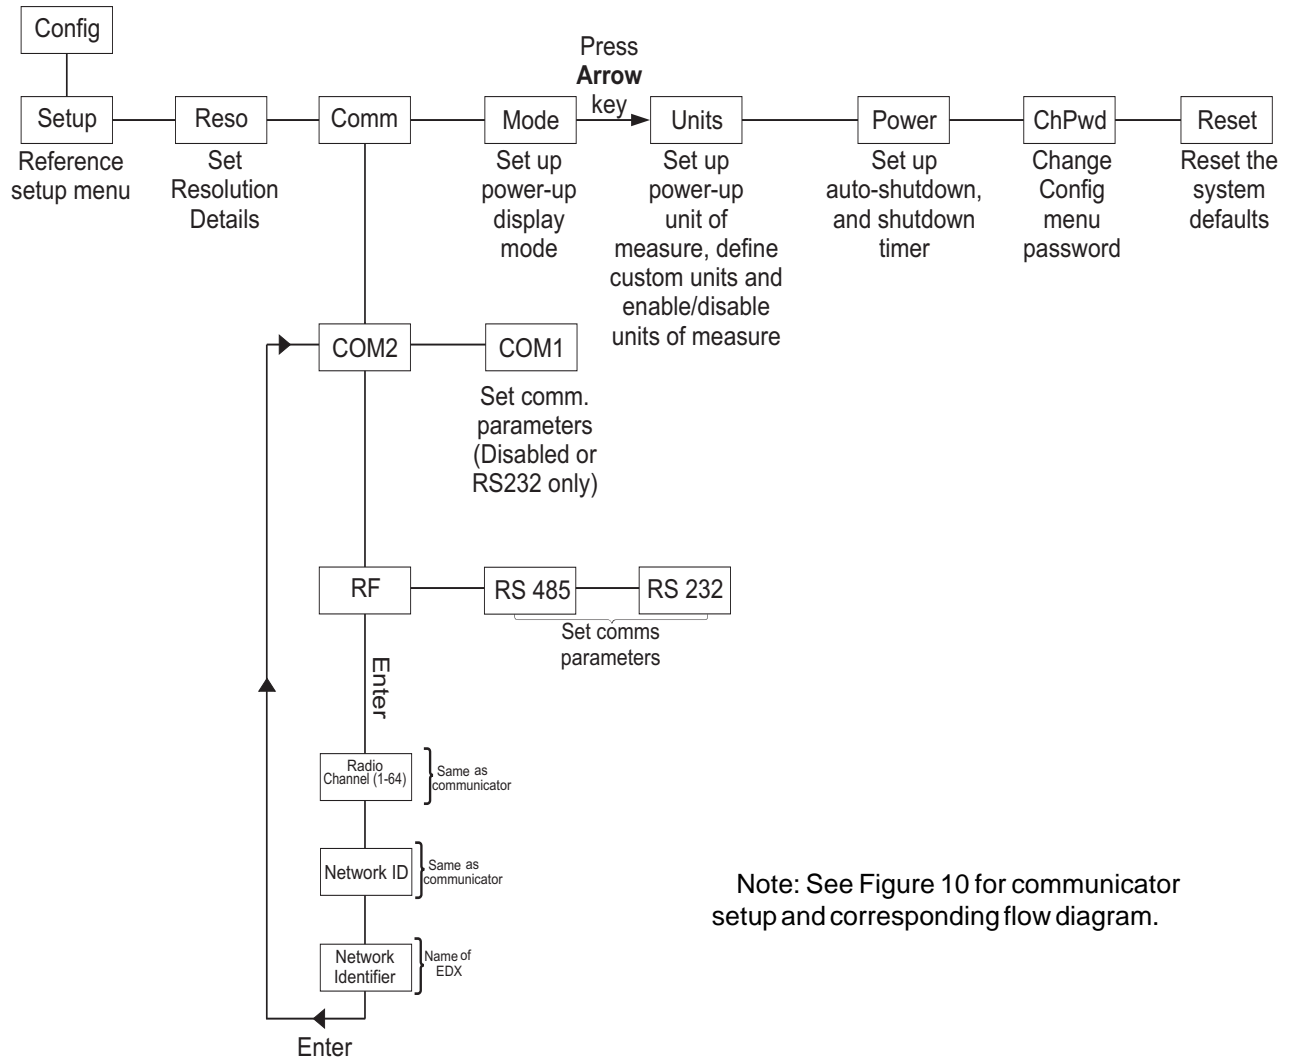 Config
Press
Arrow
key
Setup
Reso
Comm
Mode
Units
Power
ChPwd
Reset
Reference
setup menu
Set
Resolution
Details
Set up
power-up
display
mode
Set up
power-up
unit of
measure, define
custom units and
enable/disable
units of measure
Set up
auto-shutdown,
and shutdown
timer
Change
Config
menu
password
Reset the
system
defaults
COM2
COM1
Set comm.
parameters
(Disabled or
RS232 only)
RF
RS 485
RS 232
Set comms
parameters
Enter
Radio
Channel (1-64)
Same as
communicator
Network ID
Same as
communicator
Network
Identifier
Name of
EDX
Enter
Note: See Figure 10 for communicator
setup and corresponding flow diagram.